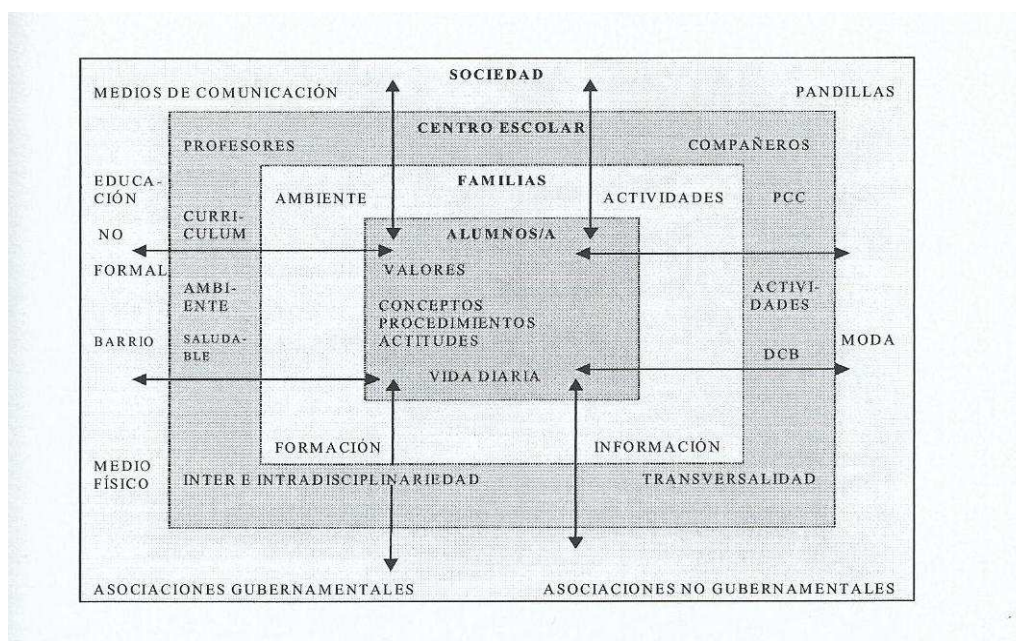 SOCIEDAD
MEDIOS DE COMUNICACIÓN
PANDILLAS
CENTRO ESCOLAR
PROFESORES
COMPAÑEROS
FAMILIAS
EDUCA-
CIÓN
AMBIENTE
ACTIVIDADES
PCC
CURRI-
CULUM
NO
ALUMNOS/A
FORMAL
VALORES
AMBI-
ENTE
ACTIVI-
DADES
CONCEPTOS
PROCEDIMIENTOS
ACTITUDES
BARRIO
SALUDA-
BLE
MODA
DCB
VIDA DIARIA
FORMACIÓN
INFORMACIÓN
MEDIO
FÍSICO
INTER E INTRADISCIPLINARIEDAD
TRANSVERSALIDAD
ASOCIACIONES GUBERNAMENTALES
ASOCIACIONES NO GUBERNAMENTALES